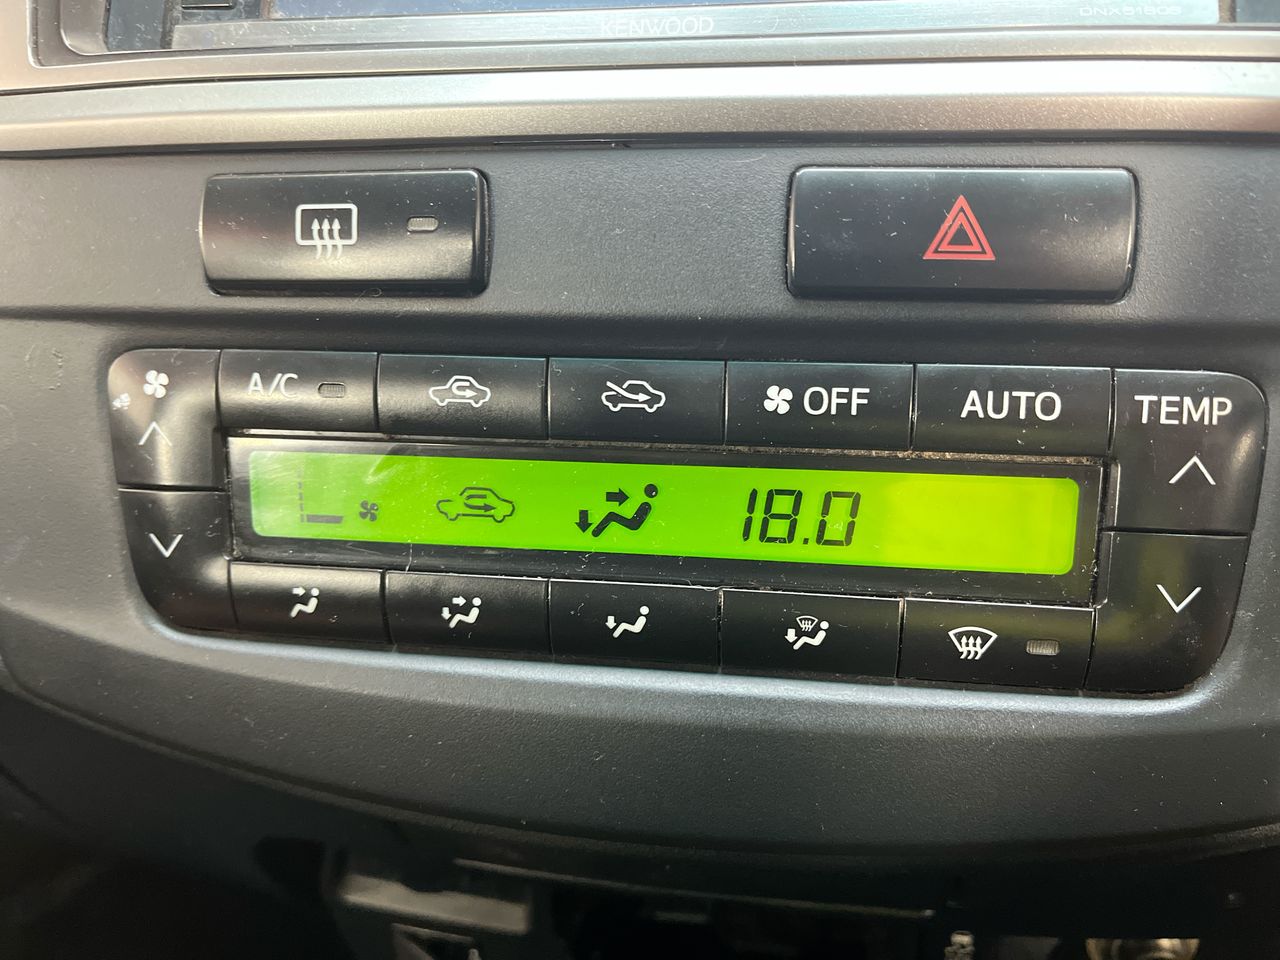 KENWOOD
A/C
OFF
AUTO
TEMP
18.0